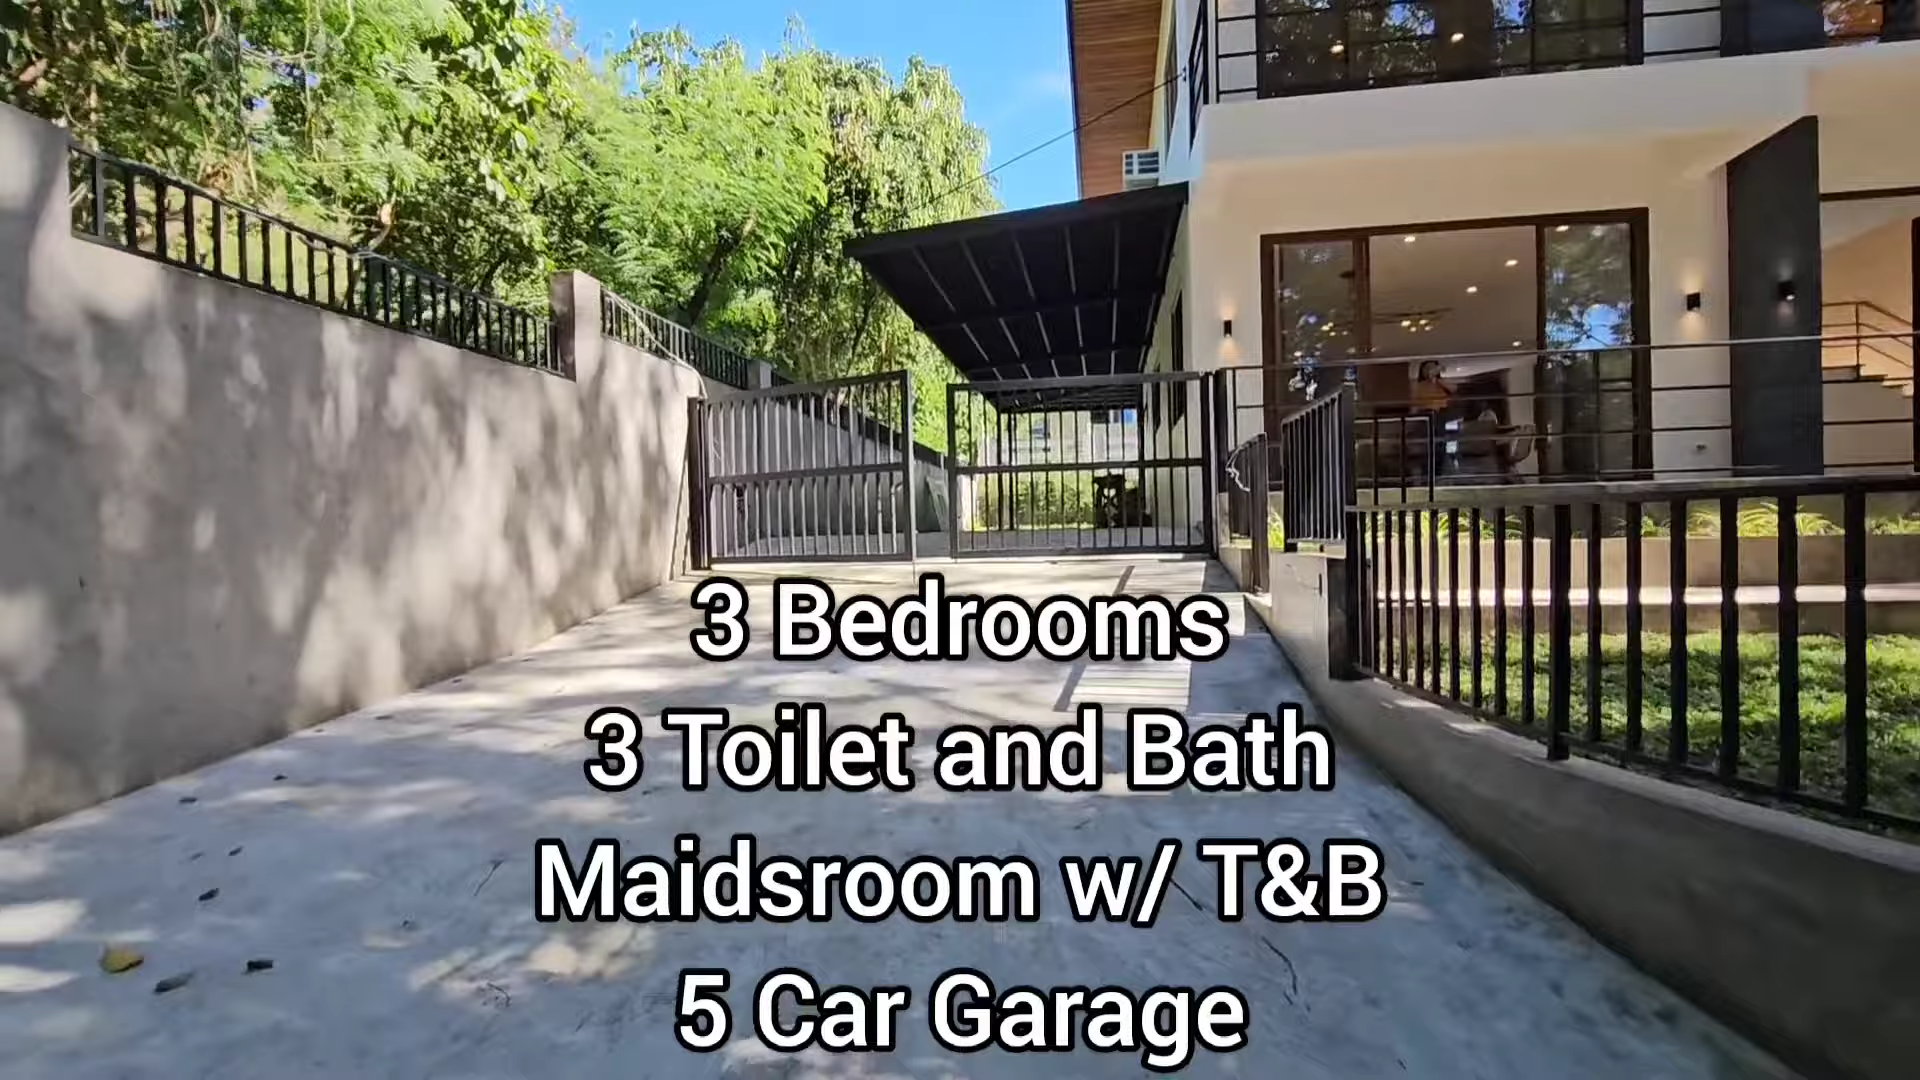 3 Bedrooms
3 Toilet and Bath
Maidsroom w/ T&B
5 Car Garage